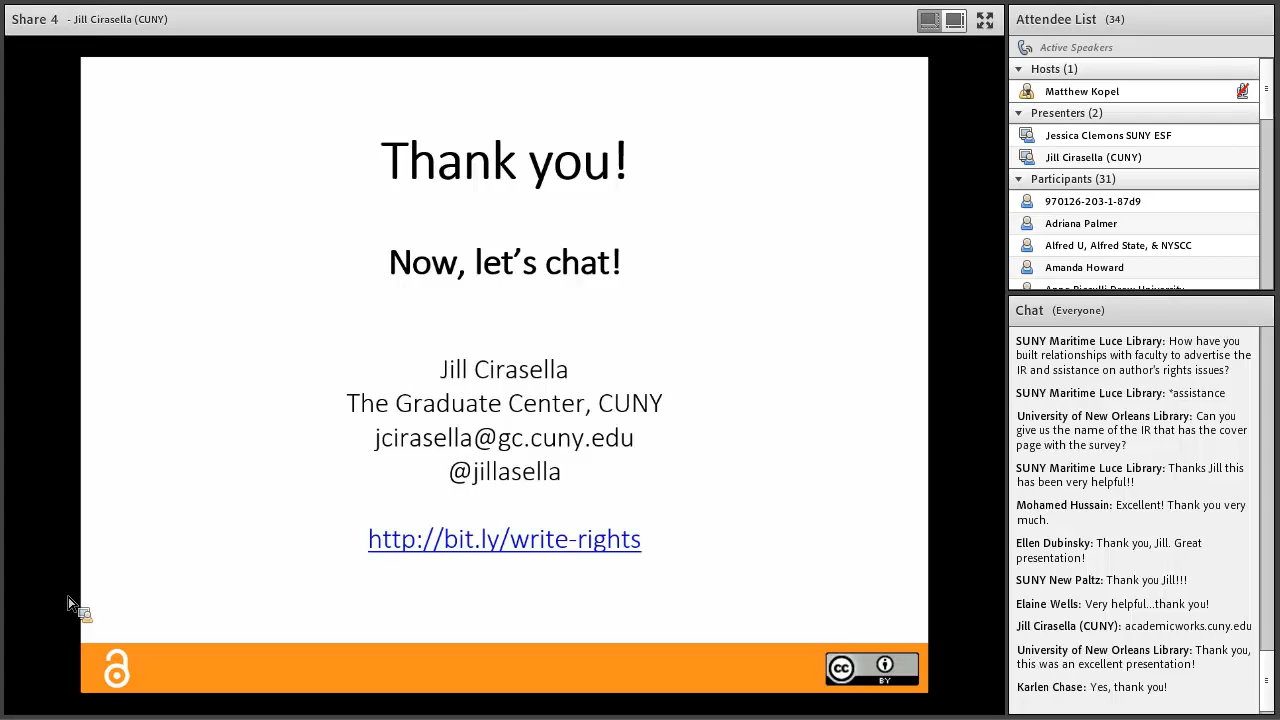 Share 4 - Jill Cirasella (CUNY)
Thank you!
Now, let's chat!
Jill Cirasella
The Graduate Center, CUNY
jcirasella@gc.cuny.edu
@jillasella
http://bit.ly/write-rights
cc
BY
Attendee List (34)
Active Speakers
Hosts (1)
Matthew Kopel
Presenters (2)
Jessica Clemons SUNY ESF
Jill Cirasella (CUNY)
Participants (31)
970126-203-1-87d9
Adriana Palmer
Alfred U, Alfred State, & NYSCC
Amanda Howard
Chat (Everyone)
SUNY Maritime Luce Library: How have you
built relationships with faculty to advertise the
IR and ssistance on author's rights issues?
SUNY Maritime Luce Library: *assistance
University of New Orleans Library: Can you
give us the name of the IR that has the cover
page with the survey?
SUNY Maritime Luce Library: Thanks Jill this
has been very helpful!!
Mohamed Hussain: Excellent! Thank you very
much.
Ellen Dubinsky: Thank you, Jill. Great
presentation!
SUNY New Paltz: Thank you Jill!!!
Elaine Wells: Very helpful...thank you!
Jill Cirasella (CUNY): academicworks.cuny.edu
University of New Orleans Library: Thank you,
this was an excellent presentation!
Karlen Chase: Yes, thank you!